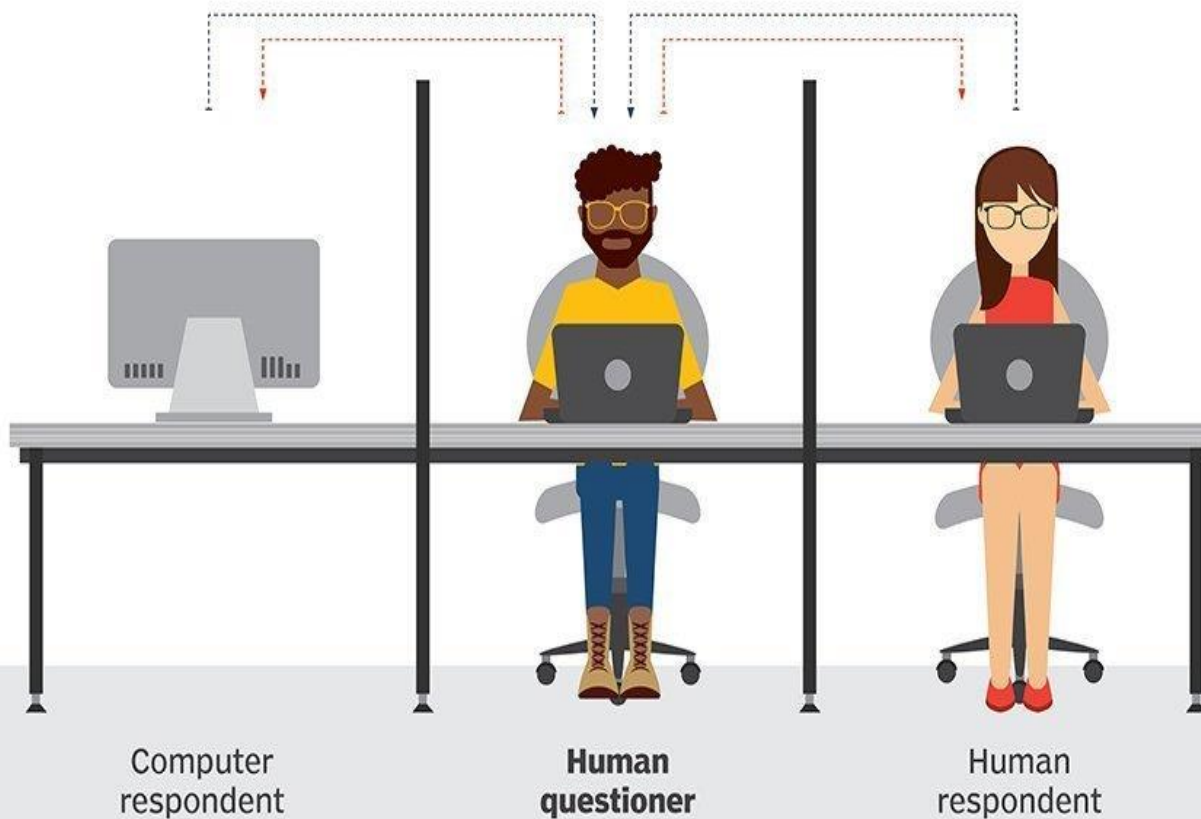 Computer
respondent
Human
questioner
Human
respondent